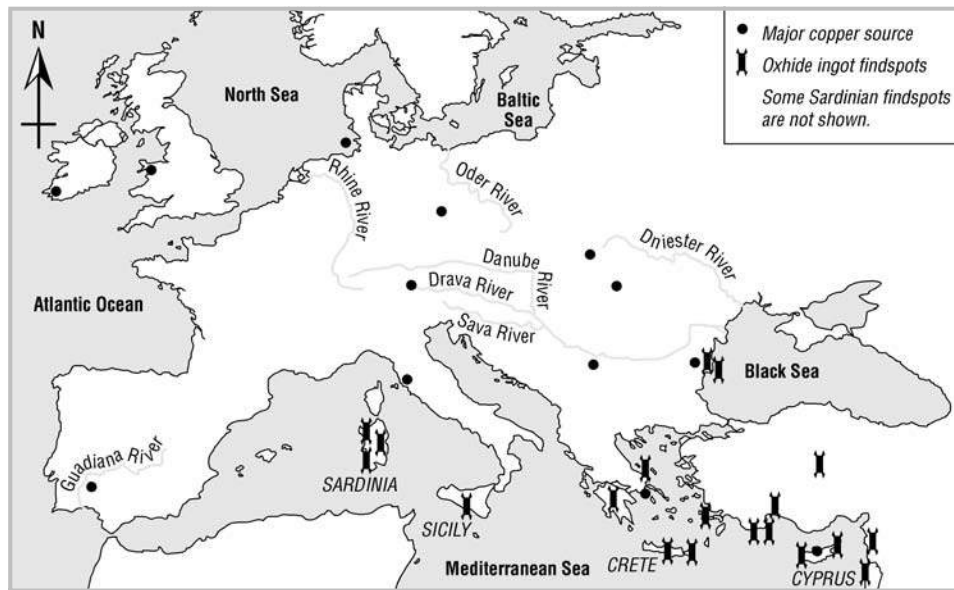 N
Major copper source
Oxhide ingot findspots
Some Sardinian findspots
are not shown.
North Sea
Baltic
Sea
Rhine River
Oder River
Dniester River
Danube River
Drava River
Sava River
Atlantic Ocean
Black Sea
Guadiana River
SARDINIA
SICILY
CRETE
CYPRUS
Mediterranean Sea